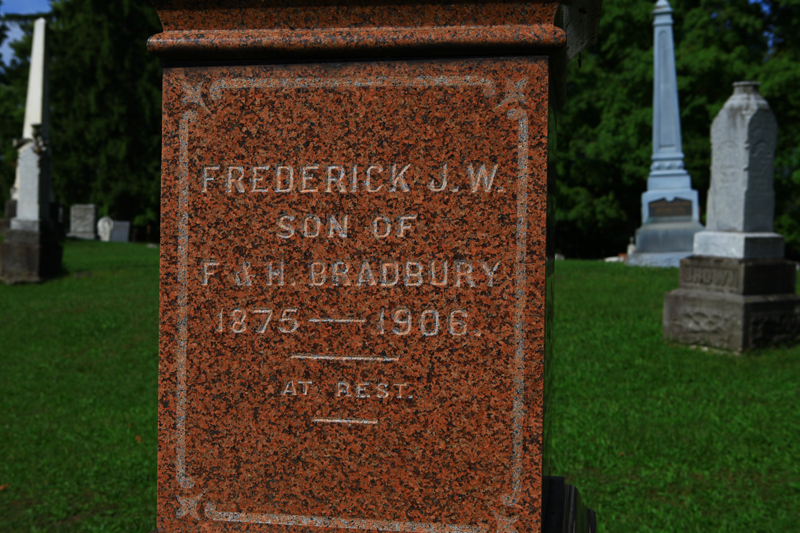 FREDERICK J.W.
SON OF
F & H. BRADBURY
1875 — 1906.
AT REST.